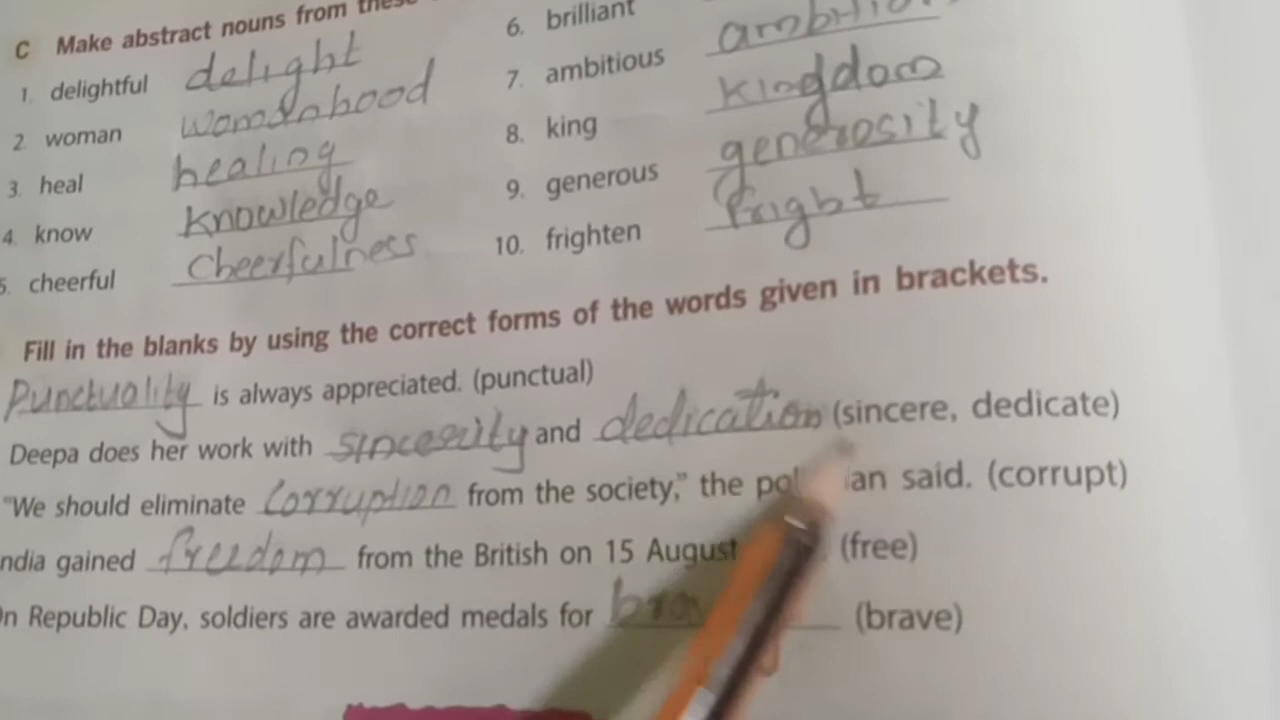 C Make abstract nouns from these
1. delightful delight
2 woman womanhood
3. heal healing
4. know knowledge
5. cheerful cheerfulness
6. brilliant
7. ambitious
8. king kingdom
9. generous generosity
10. frighten fright
Fill in the blanks by using the correct forms of the words given in brackets.
Punctuality is always appreciated. (punctual)
Deepa does her work with sincerity and dedication (sincere, dedicate)
"We should eliminate corruption from the society," the said. (corrupt)
gained freedom from the British on 15 August (free)
Republic Day, soldiers are awarded medals for (brave)